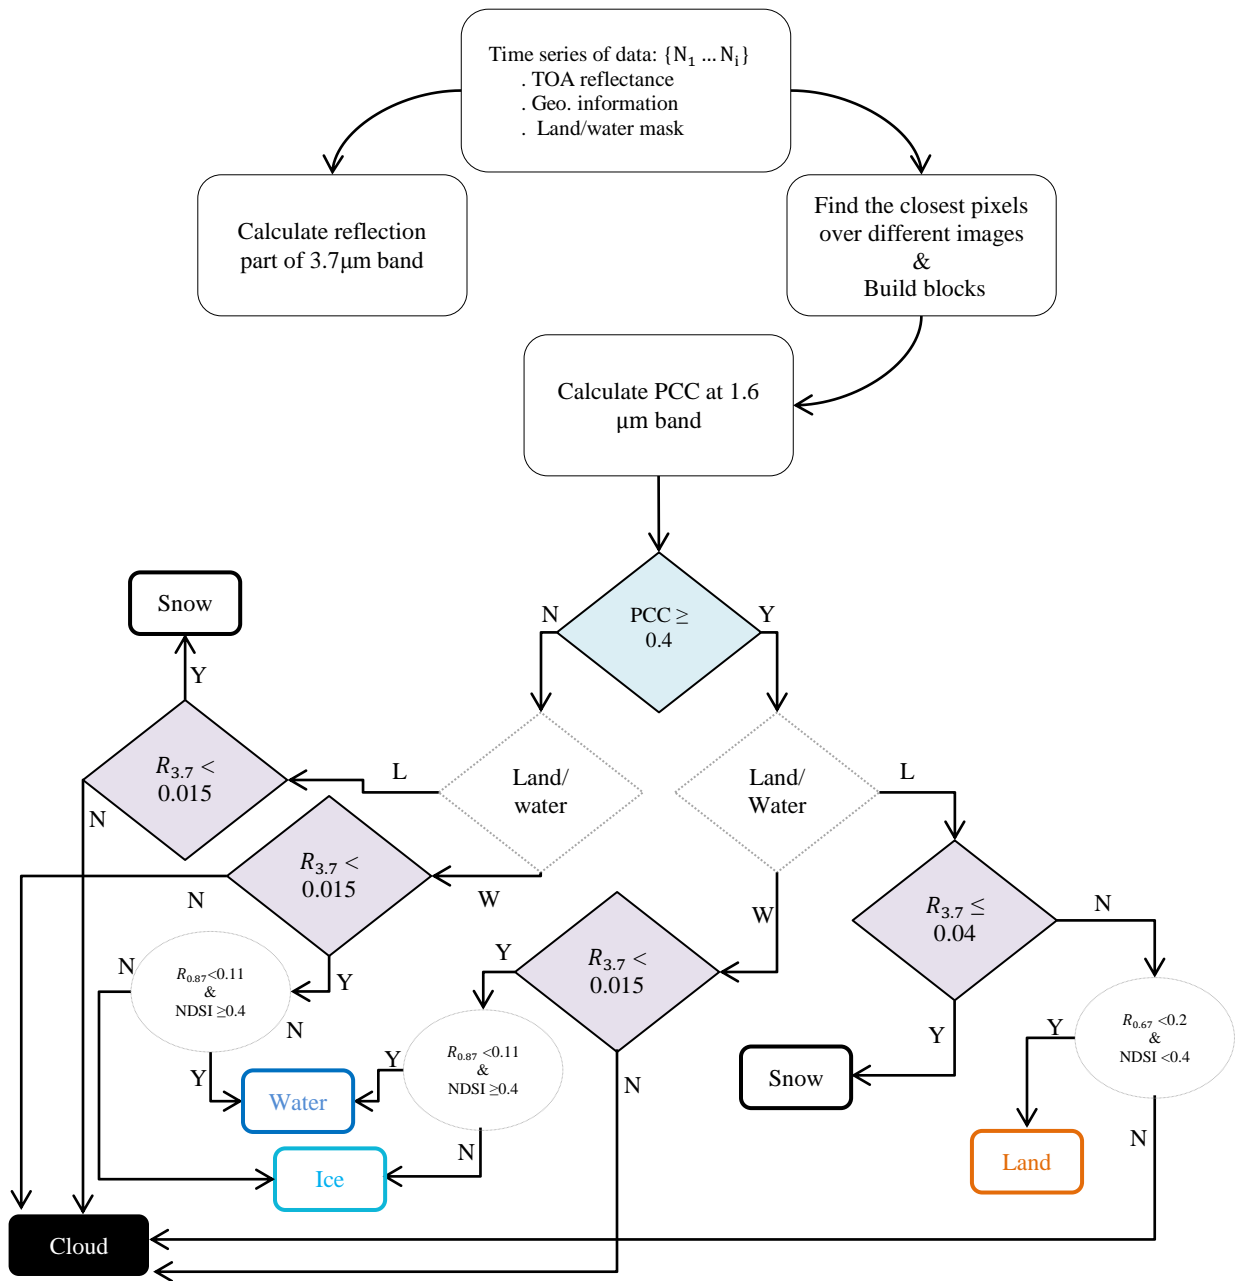 Time series of data: {N₁ ... Nᵢ}
. TOA reflectance
. Geo. information
. Land/water mask
Calculate reflection
part of 3.7μm band
Find the closest pixels
over different images
&
Build blocks
Calculate PCC at 1.6
μm band
PCC ≥
0.4
N
Y
Snow
Y
R₃.₇ <
0.015
N
L
Land/
water
Land/
Water
L
R₃.₇ <
0.015
N
W
Y
W
R₃.₇ ≤
0.04
N
Y
R₃.₇ <
0.015
Y
N
N
R₀.₈₇<0.11
&
NDSI ≥0.4
N
Y
R₀.₈₇ <0.11
&
NDSI ≥0.4
Y
N
R₀.₆₇ <0.2
&
NDSI <0.4
Y
N
Snow
Water
Ice
Land
Cloud